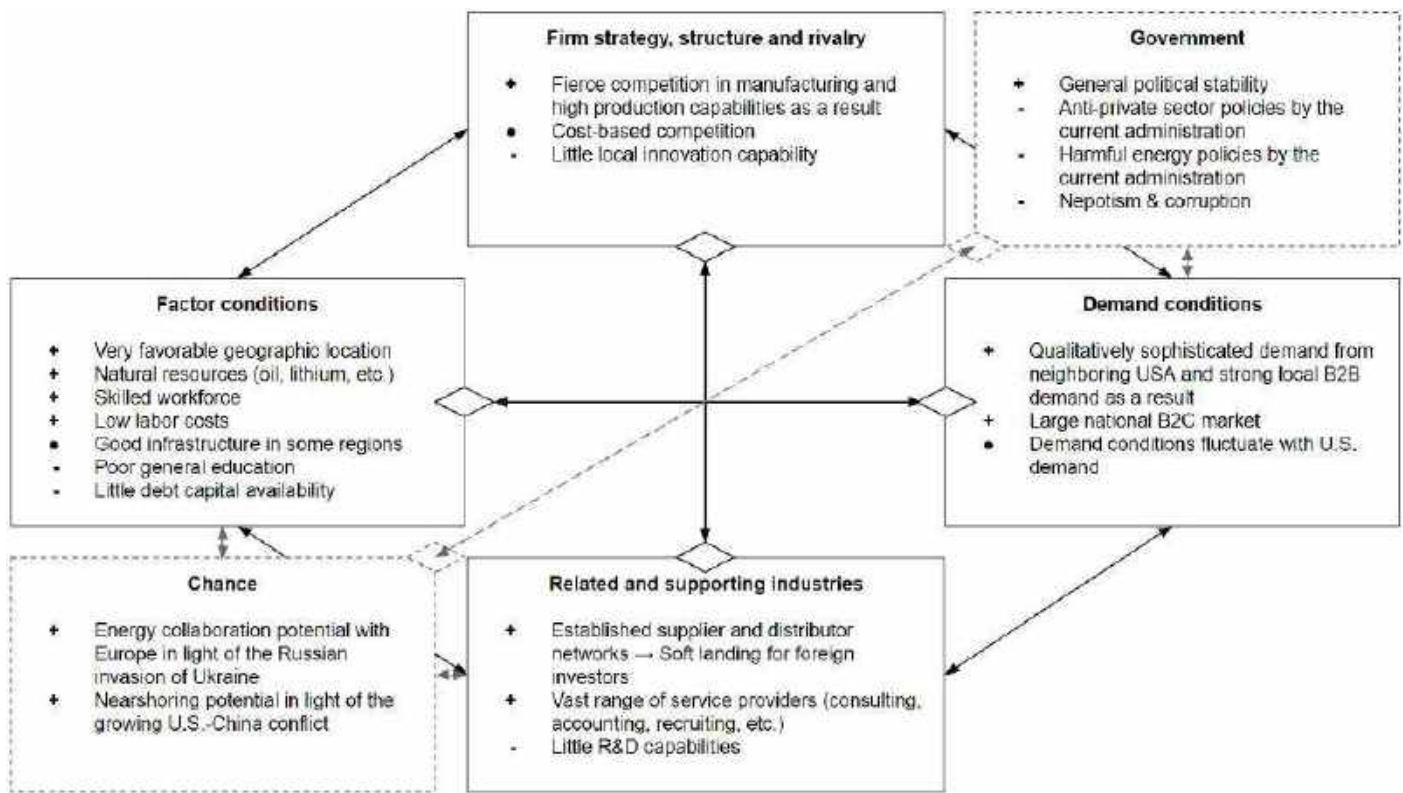 Firm strategy, structure and rivalry
+ Fierce competition in manufacturing and
high production capabilities as a result
● Cost-based competition
- Little local innovation capability
Government
+ General political stability
- Anti-private sector policies by the
current administration
- Harmful energy policies by the
current administration
- Nepotism & corruption
Factor conditions
+ Very favorable geographic location
+ Natural resources (oil, lithium, etc.)
+ Skilled workforce
+ Low labor costs
● Good infrastructure in some regions
- Poor general education
- Little debt capital availability
Demand conditions
+ Qualitatively sophisticated demand from
neighboring USA and strong local B2B
demand as a result
+ Large national B2C market
● Demand conditions fluctuate with U.S.
demand
Chance
+ Energy collaboration potential with
Europe in light of the Russian
invasion of Ukraine
+ Nearshoring potential in light of the
growing U.S.-China conflict
Related and supporting industries
+ Established supplier and distributor
networks → Soft landing for foreign
investors
+ Vast range of service providers (consulting,
accounting, recruiting, etc.)
- Little R&D capabilities